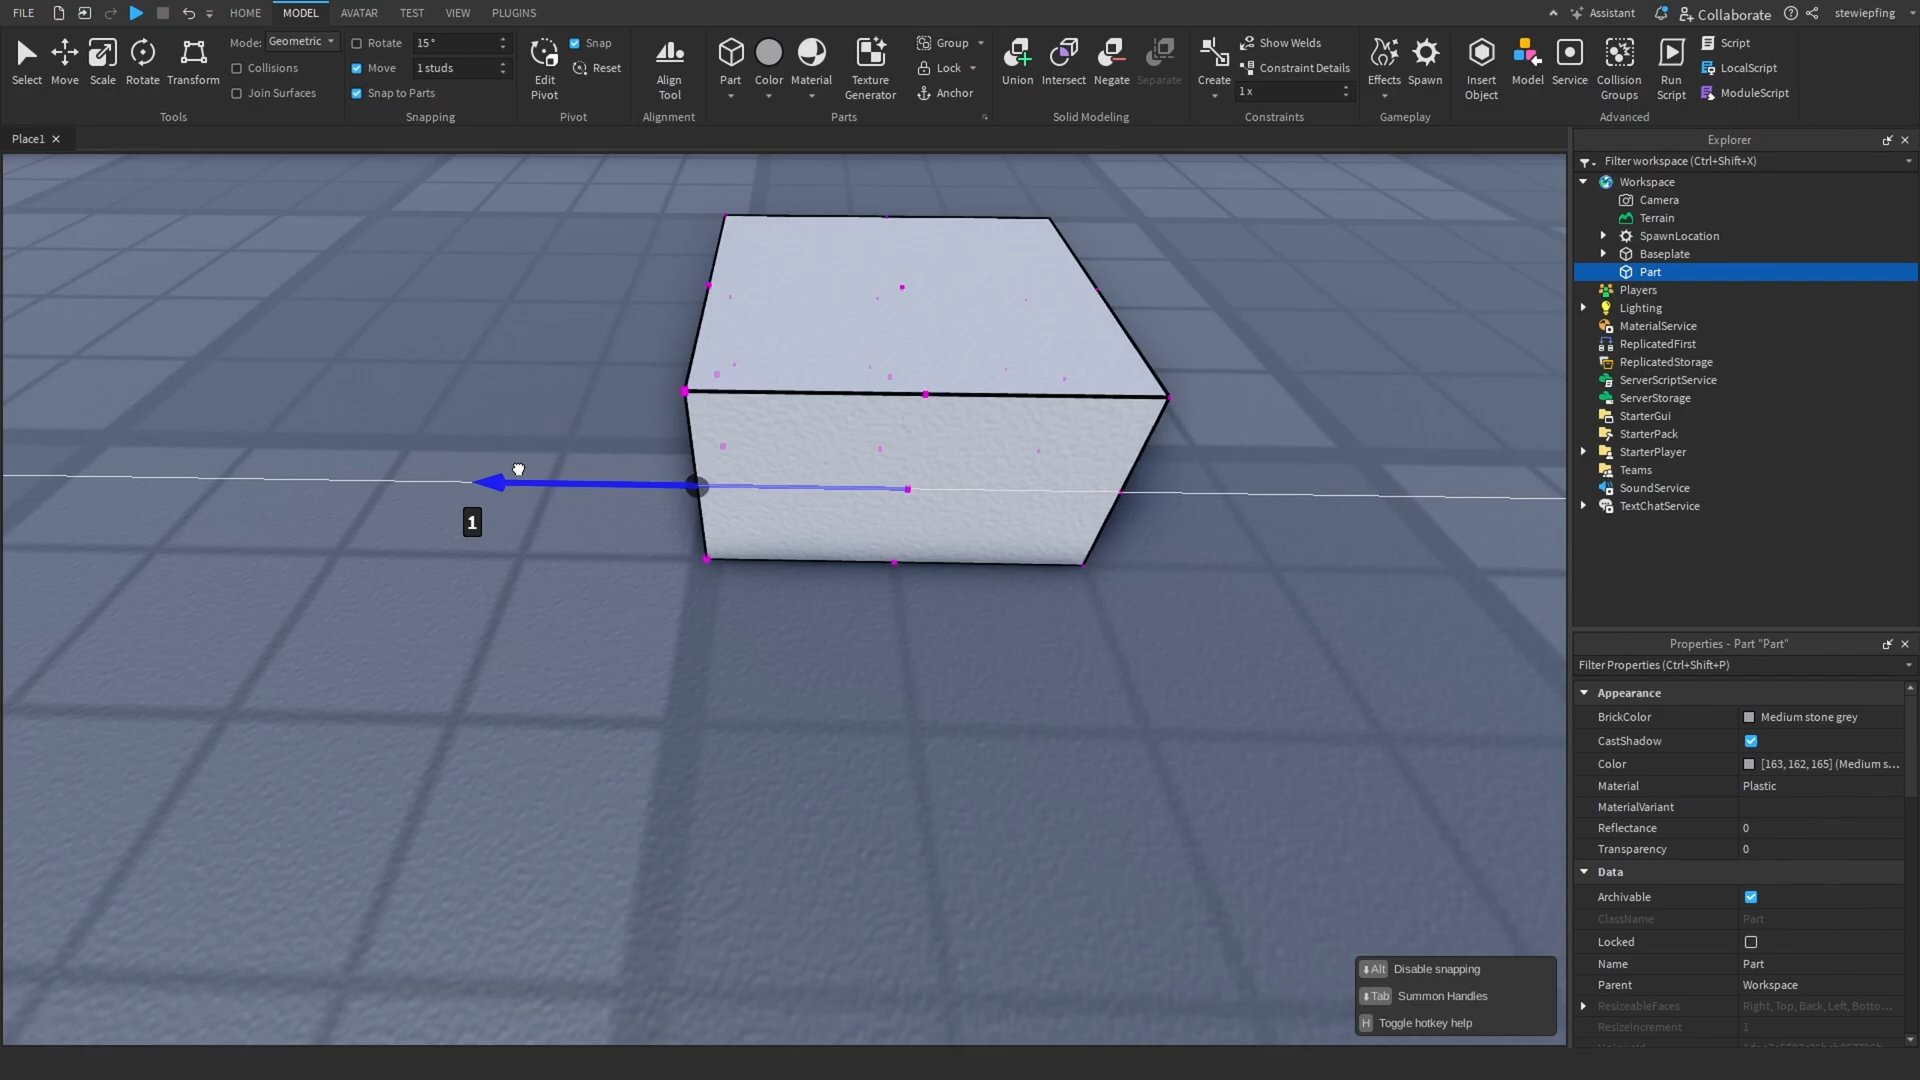 FILE HOME MODEL AVATAR TEST VIEW PLUGINS Assistant Collaborate stewiepfing
Select Move Scale Rotate Transform
Mode: Geometric
Collisions
Join Surfaces
Tools
Rotate 15°
Move 1 studs
Snap to Parts
Snapping
Edit Pivot
Snap
Reset
Pivot
Align Tool
Alignment
Part Color Material Texture Generator
Group
Lock
Anchor
Parts
Union Intersect Negate Separate
Solid Modeling
Create
Show Welds
Constraint Details
1 x
Constraints
Effects Spawn
Gameplay
Insert Object
Model Service
Collision Groups
Run Script
Script
LocalScript
ModuleScript
Advanced
Place1
1
Alt Disable snapping
Tab Summon Handles
H Toggle hotkey help
Explorer
Filter workspace (Ctrl+Shift+X)
Workspace
Camera
Terrain
SpawnLocation
Baseplate
Part
Players
Lighting
MaterialService
ReplicatedFirst
ReplicatedStorage
ServerScriptService
ServerStorage
StarterGui
StarterPack
StarterPlayer
Teams
SoundService
TextChatService
Properties - Part "Part"
Filter Properties (Ctrl+Shift+P)
Appearance
BrickColor Medium stone grey
CastShadow
Color [163, 162, 165] (Medium s...
Material Plastic
MaterialVariant
Reflectance 0
Transparency 0
Data
Archivable
ClassName Part
Locked
Name Part
Parent Workspace
ResizeableFaces Right, Top, Back, Left, Botto...
ResizeIncrement 1